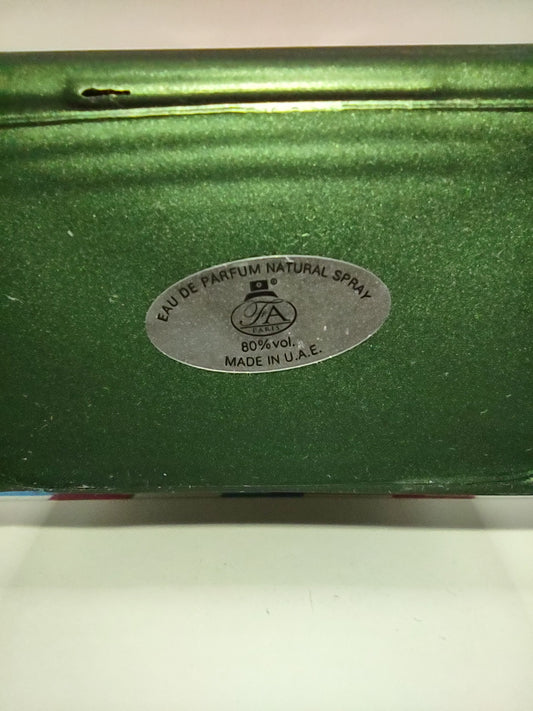 EAU DE PARFUM NATURAL SPRAY
®
FA
PARIS
80%vol.
MADE IN U.A.E.